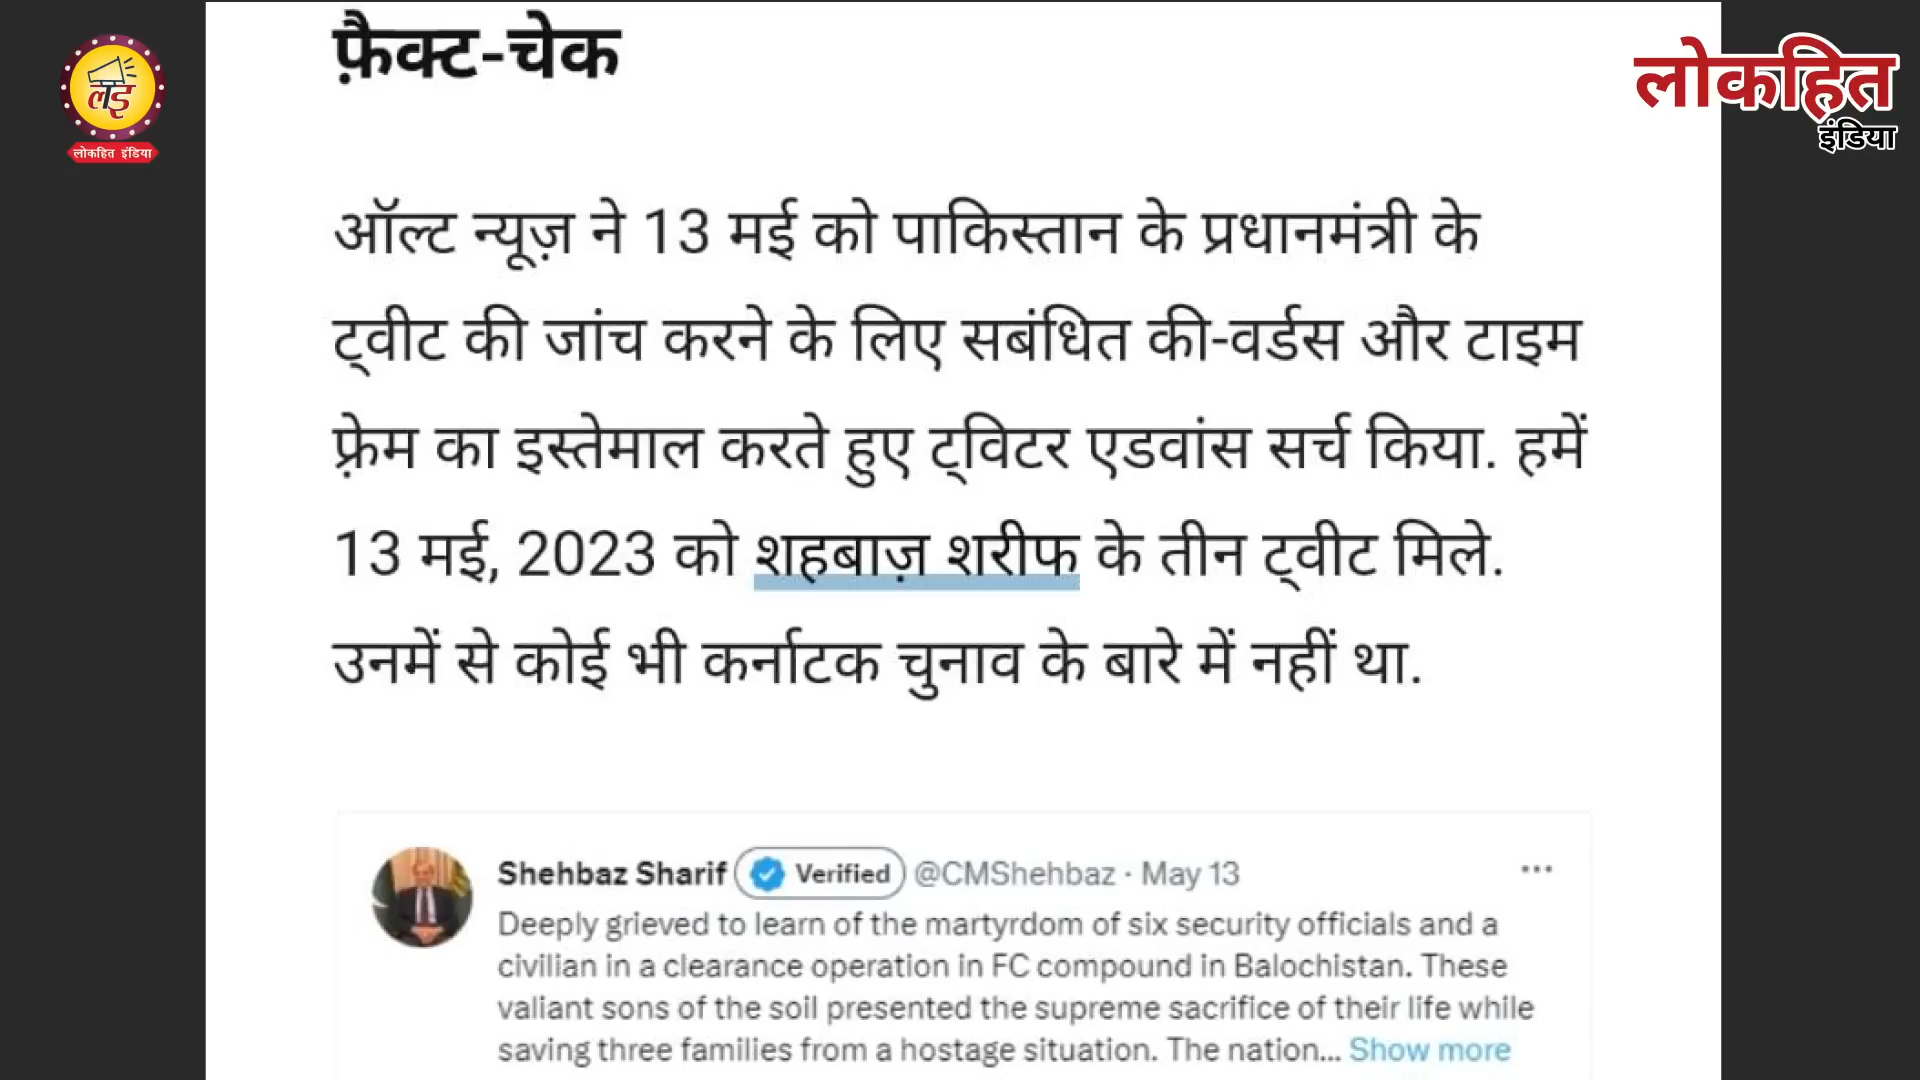 फ़ैक्ट-चेक
लइ
लोकहित इंडिया
लोकहित
इंडिया
ऑल्ट न्यूज़ ने 13 मई को पाकिस्तान के प्रधानमंत्री के
ट्वीट की जांच करने के लिए सबंधित की-वर्डस और टाइम
फ़्रेम का इस्तेमाल करते हुए ट्विटर एडवांस सर्च किया. हमें
13 मई, 2023 को शहबाज़ शरीफ के तीन ट्वीट मिले.
उनमें से कोई भी कर्नाटक चुनाव के बारे में नहीं था.
Shehbaz Sharif Verified @CMShehbaz · May 13 ...
Deeply grieved to learn of the martyrdom of six security officials and a
civilian in a clearance operation in FC compound in Balochistan. These
valiant sons of the soil presented the supreme sacrifice of their life while
saving three families from a hostage situation. The nation... Show more